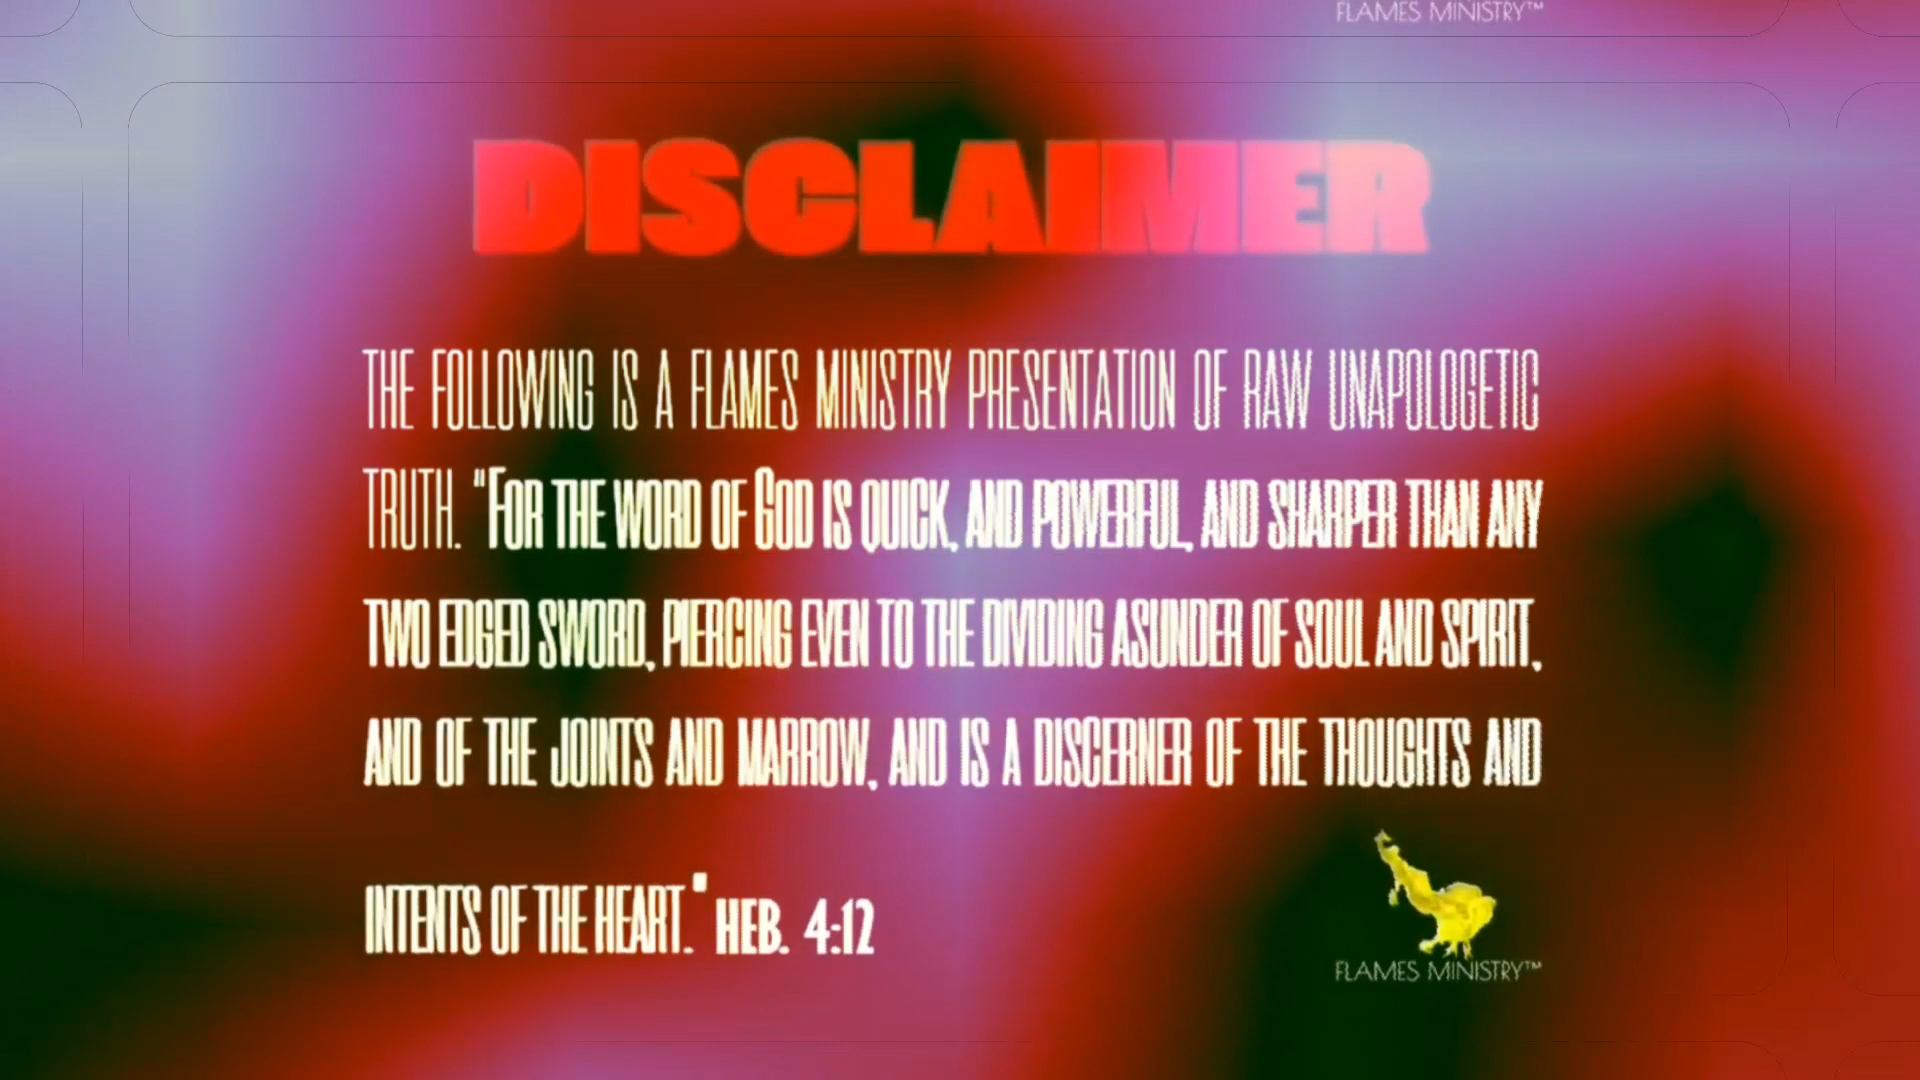 FLAMES MINISTRY™
DISCLAIMER
THE FOLLOWING IS A FLAMES MINISTRY PRESENTATION OF RAW UNAPOLOGETIC
TRUTH. "FOR THE WORD OF GOD IS QUICK, AND POWERFUL, AND SHARPER THAN ANY
TWO EDGED SWORD, PIERCING EVEN TO THE DIVIDING ASUNDER OF SOUL AND SPIRIT,
AND OF THE JOINTS AND MARROW, AND IS A DISCERNER OF THE THOUGHTS AND
INTENTS OF THE HEART." HEB. 4:12
FLAMES MINISTRY™